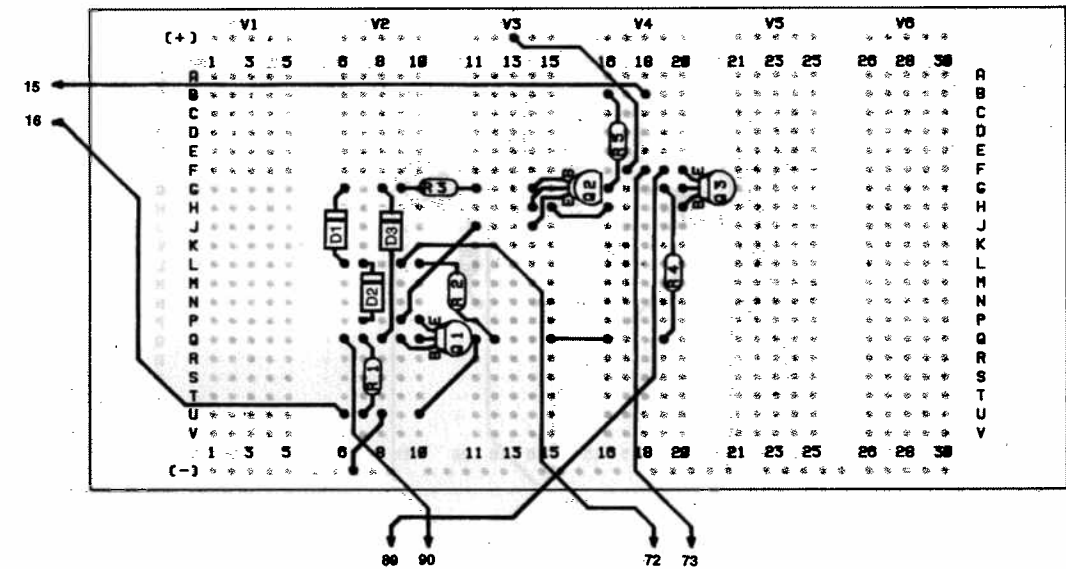 V1 V2 V3 V4 V5 V6
(+)
1 3 5 6 8 10 11 13 15 16 18 20 21 23 25 26 28 30
A A
15
B B
C C
16
D D
R5
E E
F F
B E
G R3 Q2 Q3 G
H E B H
J D1 D3 J
K K
L L
M R2 R4 M
N D2 N
P E P
Q Q1 Q
R B R
S R1 S
T T
U U
V V
1 3 5 6 8 10 11 13 15 16 18 20 21 23 25 26 28 30
(-)
89 90 72 73